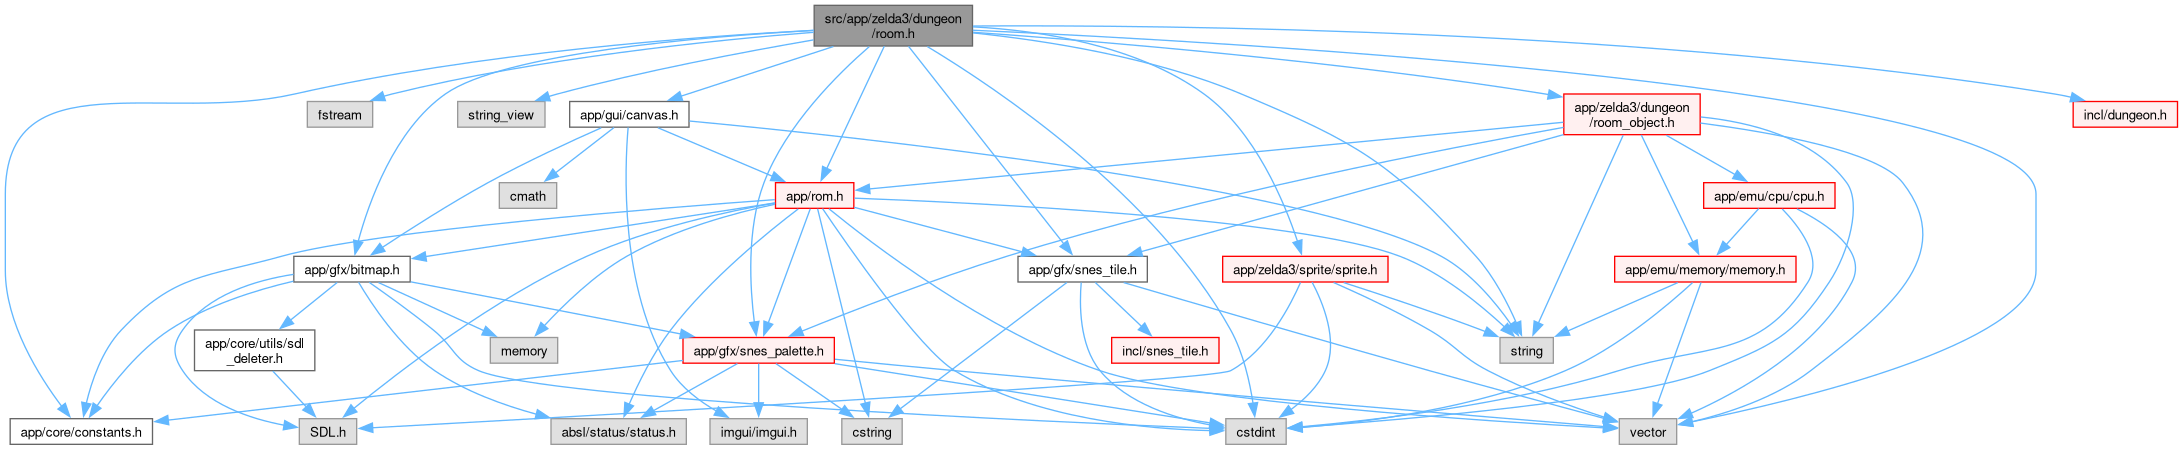 src/app/zelda3/dungeon
/room.h
fstream
string_view
app/gui/canvas.h
app/zelda3/dungeon
/room_object.h
incl/dungeon.h
cmath
app/rom.h
app/emu/cpu/cpu.h
app/gfx/bitmap.h
app/gfx/snes_tile.h
app/zelda3/sprite/sprite.h
app/emu/memory/memory.h
app/core/utils/sdl
_deleter.h
memory
app/gfx/snes_palette.h
incl/snes_tile.h
string
app/core/constants.h
SDL.h
absl/status/status.h
imgui/imgui.h
cstring
cstdint
vector